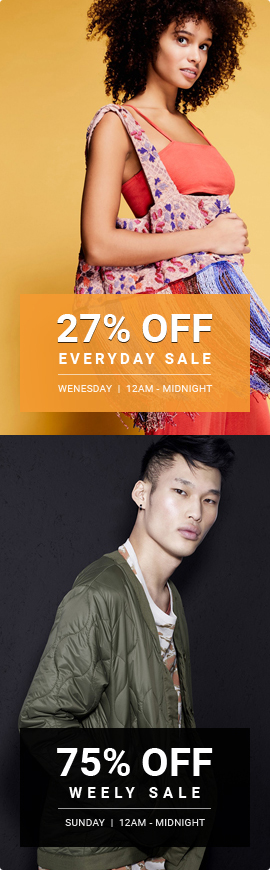 27% OFF
EVERYDAY SALE
WENESDAY | 12AM - MIDNIGHT
75% OFF
WEELY SALE
SUNDAY | 12AM - MIDNIGHT